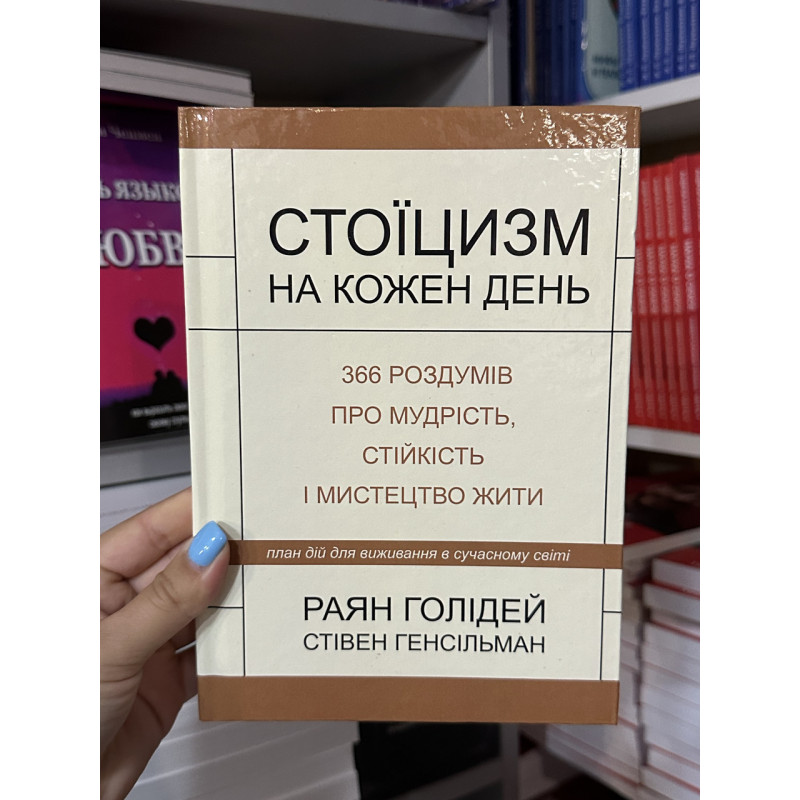 СТОЇЦИЗМ
НА КОЖЕН ДЕНЬ
366 РОЗДУМІВ
ПРО МУДРІСТЬ,
СТІЙКІСТЬ
І МИСТЕЦТВО ЖИТИ
план дій для виживання в сучасному світі
РАЯН ГОЛІДЕЙ
СТІВЕН ГЕНСІЛЬМАН